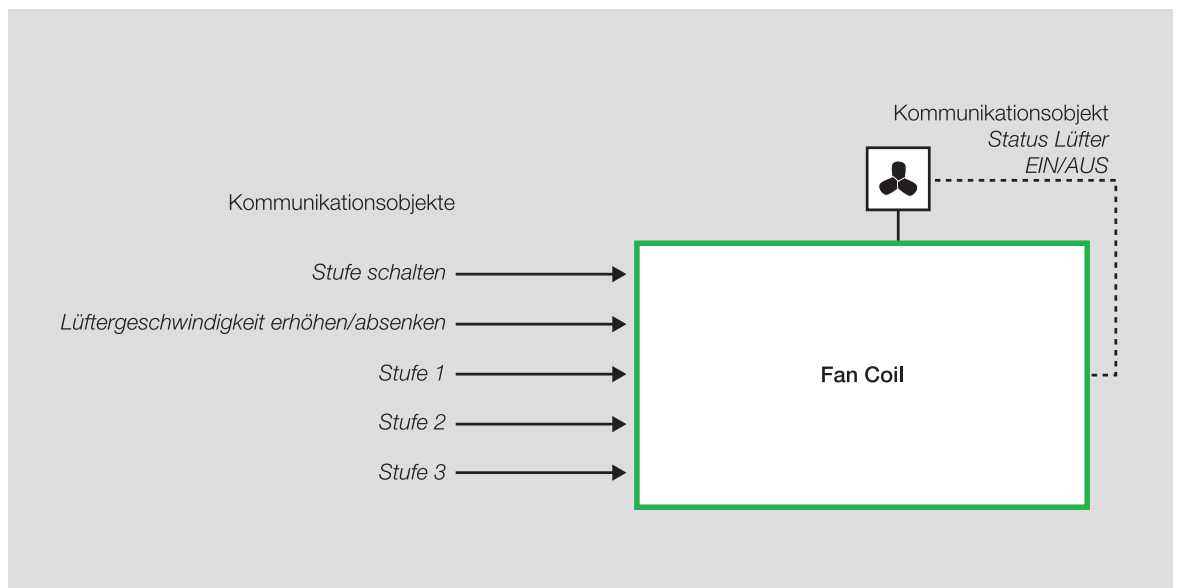 Kommunikationsobjekt
Status Lüfter
EIN/AUS
Kommunikationsobjekte
Stufe schalten
Lüftergeschwindigkeit erhöhen/absenken
Stufe 1
Stufe 2
Stufe 3
Fan Coil